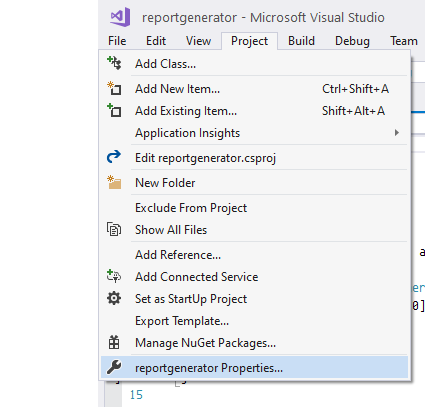 reportgenerator - Microsoft Visual Studio
File Edit View Project Build Debug Team
Add Class...
Add New Item... Ctrl+Shift+A
Add Existing Item... Shift+Alt+A
Application Insights
Edit reportgenerator.csproj
New Folder
Exclude From Project
Show All Files
Add Reference...
a
Add Connected Service
er
Set as StartUp Project
0]
Export Template...
Manage NuGet Packages...
reportgenerator Properties...
15